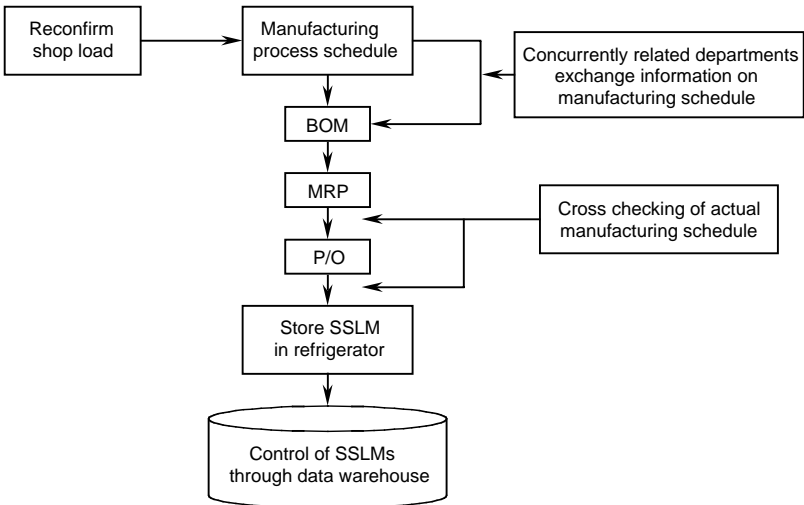 Reconfirm
shop load
Manufacturing
process schedule
Concurrently related departments
exchange information on
manufacturing schedule
BOM
MRP
Cross checking of actual
manufacturing schedule
P/O
Store SSLM
in refrigerator
Control of SSLMs
through data warehouse